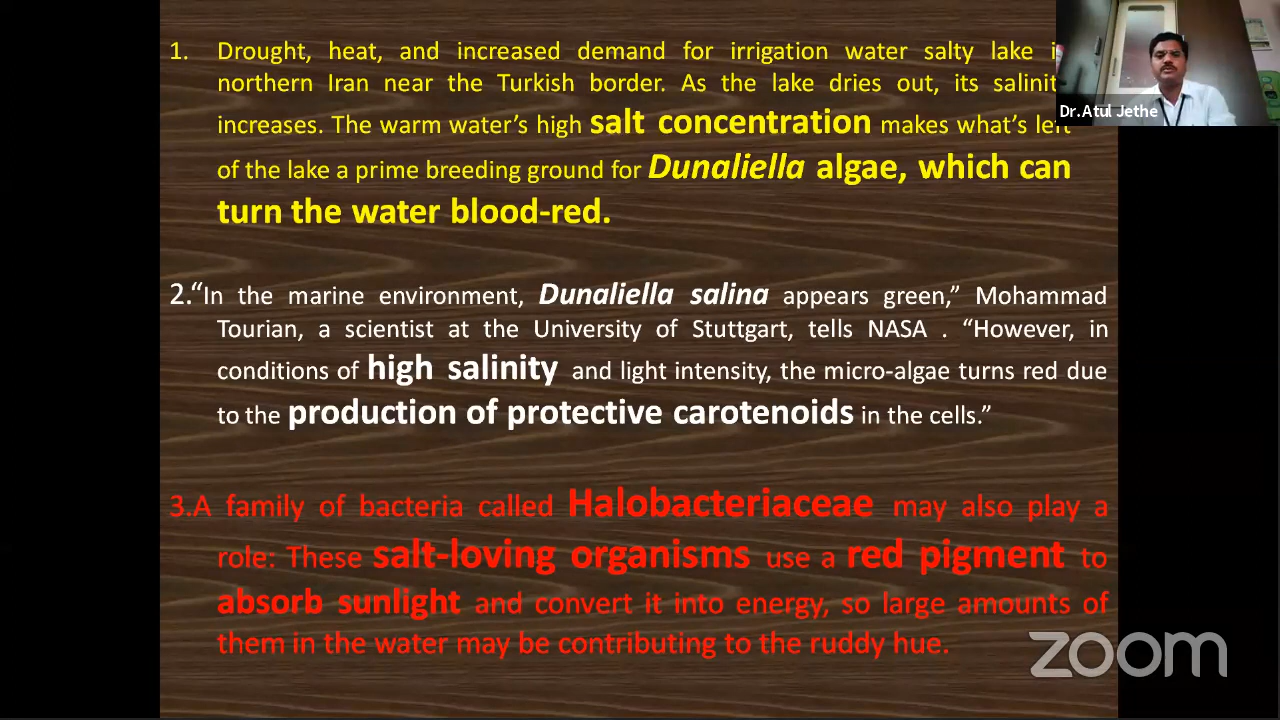 1. Drought, heat, and increased demand for irrigation water salty lake
northern Iran near the Turkish border. As the lake dries out, its
increases. The warm water's high salt concentration makes what's
of the lake a prime breeding ground for Dunaliella algae, which can
turn the water blood-red.
2.“In the marine environment, Dunaliella salina appears green,” Mohammad
Tourian, a scientist at the University of Stuttgart, tells NASA . “However, in
conditions of high salinity and light intensity, the micro-algae turns red due
to the production of protective carotenoids in the cells.”
3.A family of bacteria called Halobacteriaceae may also play a
role: These salt-loving organisms use a red pigment to
absorb sunlight and convert it into energy, so large amounts of
them in the water may be contributing to the ruddy hue.
Dr.Atul Jethe
zoom